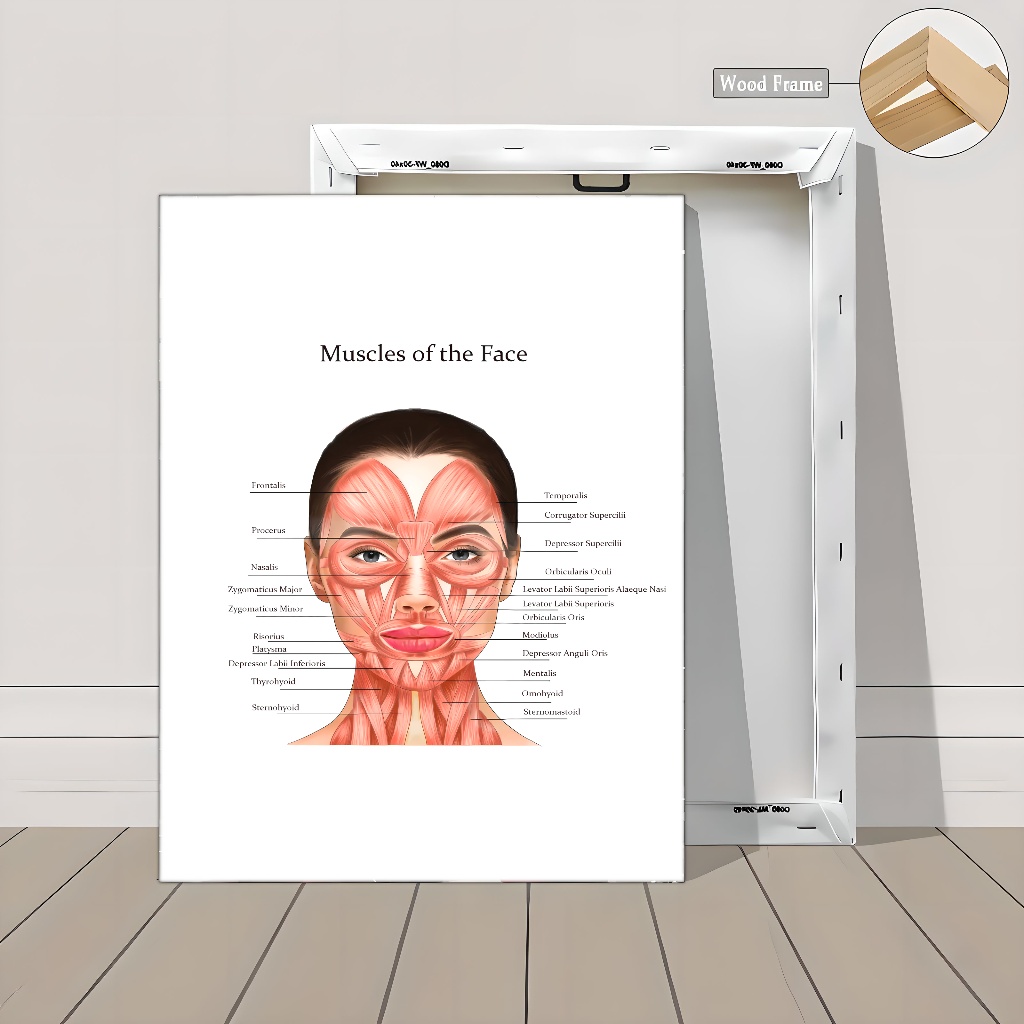 Wood Frame
Muscles of the Face
Frontalis
Procerus
Nasalis
Zygomaticus Major
Zygomaticus Minor
Risorius
Platysma
Depressor Labii Inferioris
Thyrohyoid
Sternohyoid
Temporalis
Corrugator Supercilii
Depressor Supercilii
Orbicularis Oculi
Levator Labii Superioris Alaeque Nasi
Levator Labii Superioris
Orbicularis Oris
Modiolus
Depressor Anguli Oris
Mentalis
Omohyoid
Sternomastoid